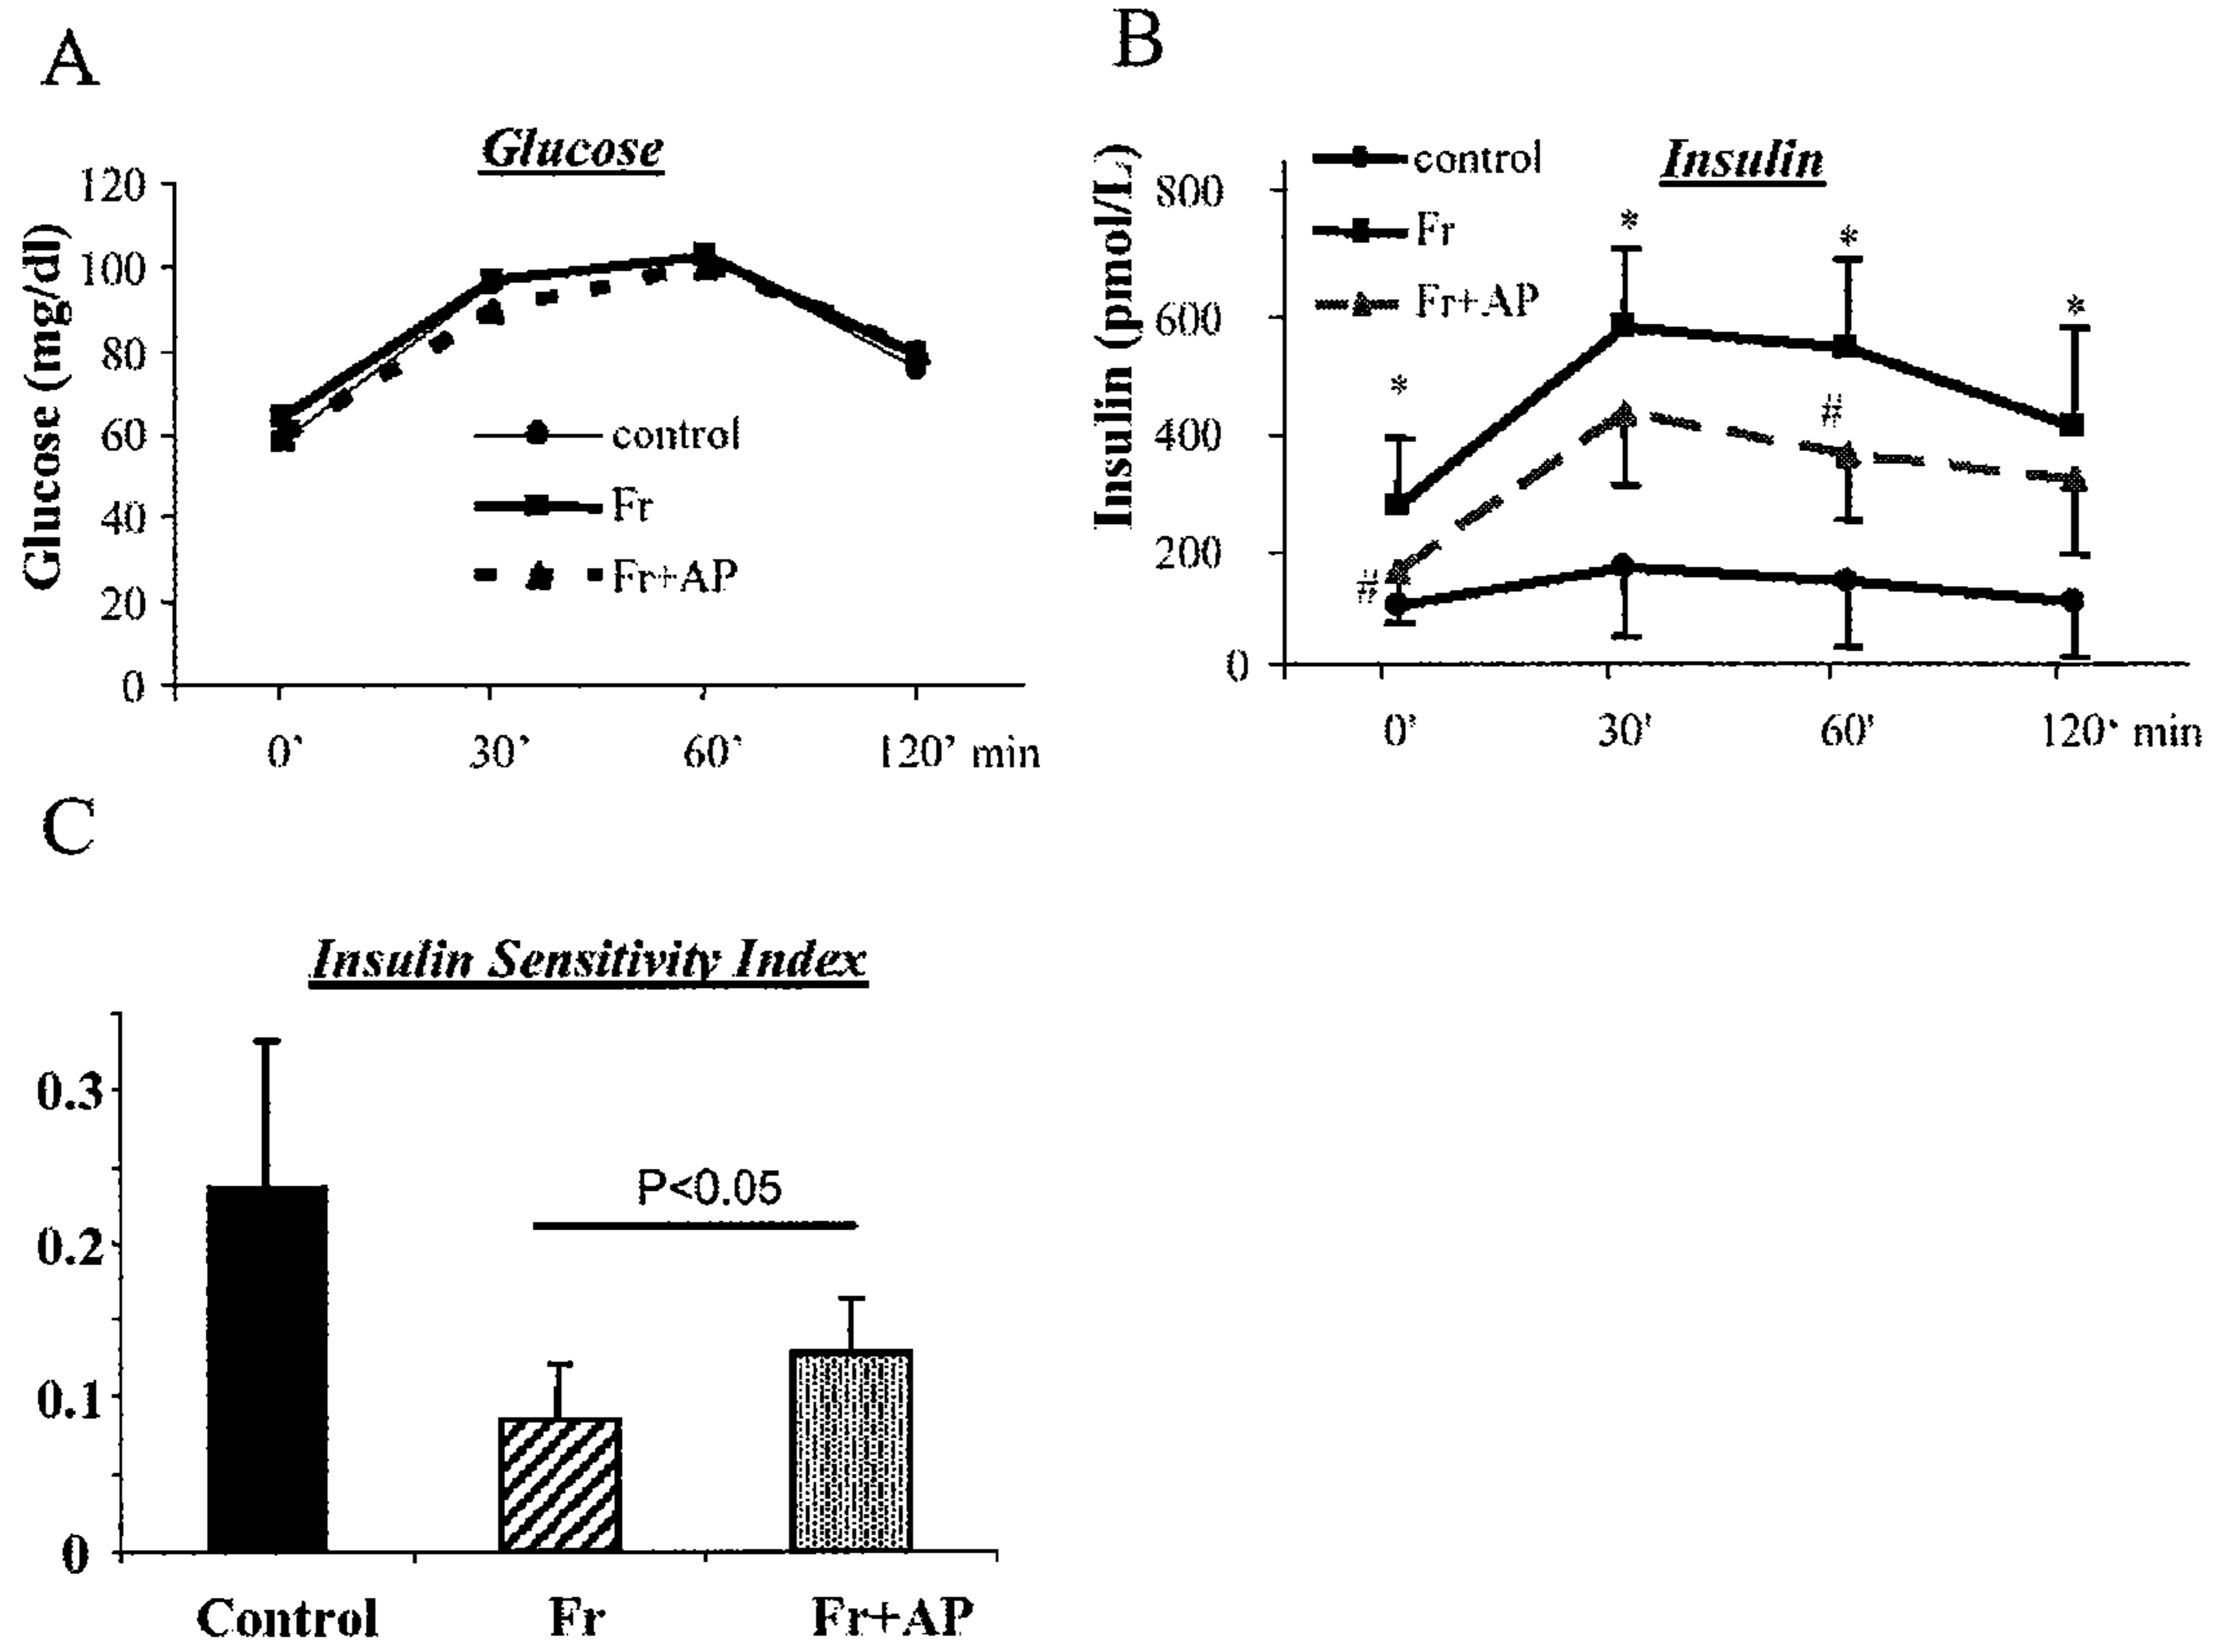 A
Glucose
Glucose (mg/dl)
120
100
80
60
40
20
0
control
Fr
Fr+AP
0' 30' 60' 120' min
B
Insulin
Insulin (pmol/L)
800
600
400
200
0
control
Fr
Fr+AP
*
*
*
*
#
#
0' 30' 60' 120' min
C
Insulin Sensitivity Index
0.3
0.2
0.1
0
P<0.05
Control Fr Fr+AP